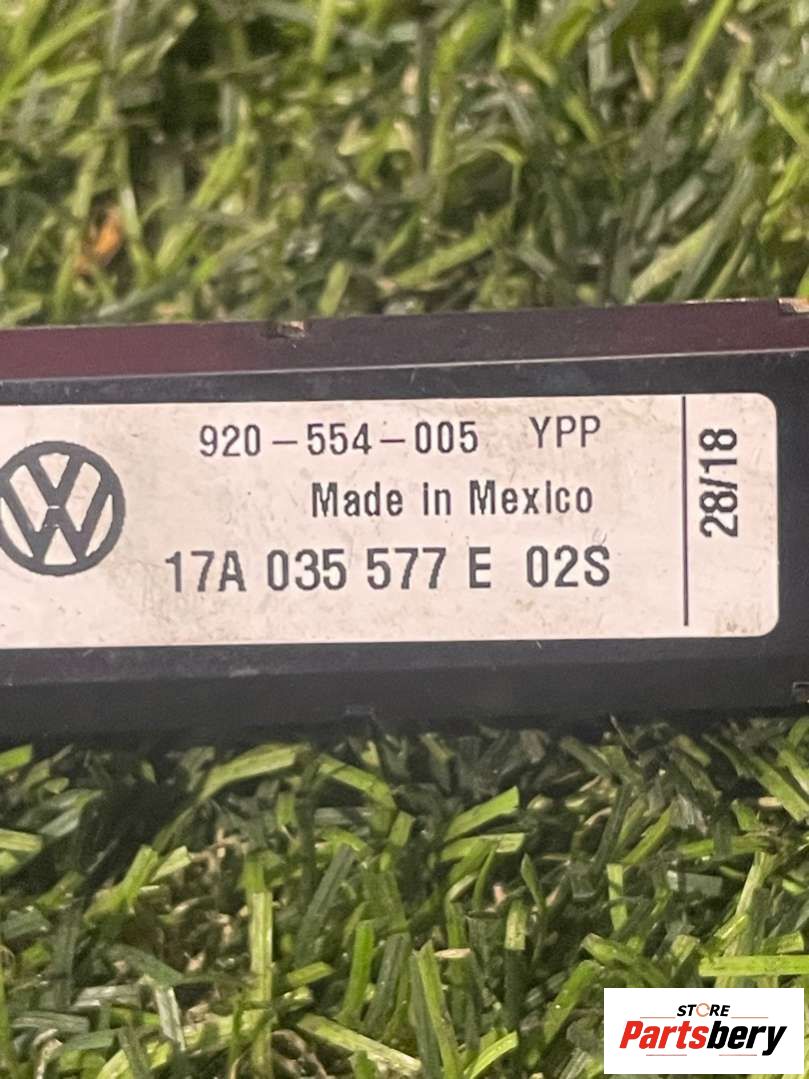 920-554-005 YPP
Made in Mexico
17A 035 577 E 02S
28/18
STORE
Partsbery